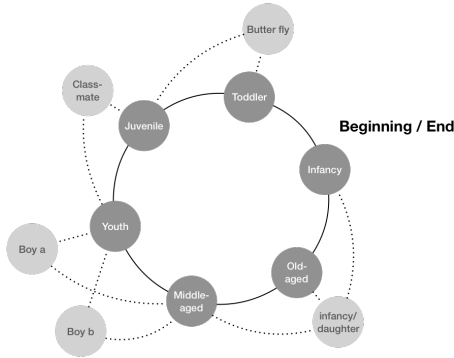 Butter fly
Class-
mate
Toddler
Juvenile
Beginning / End
Infancy
Youth
Boy a
Old-
aged
Middle-
aged
infancy/
daughter
Boy b